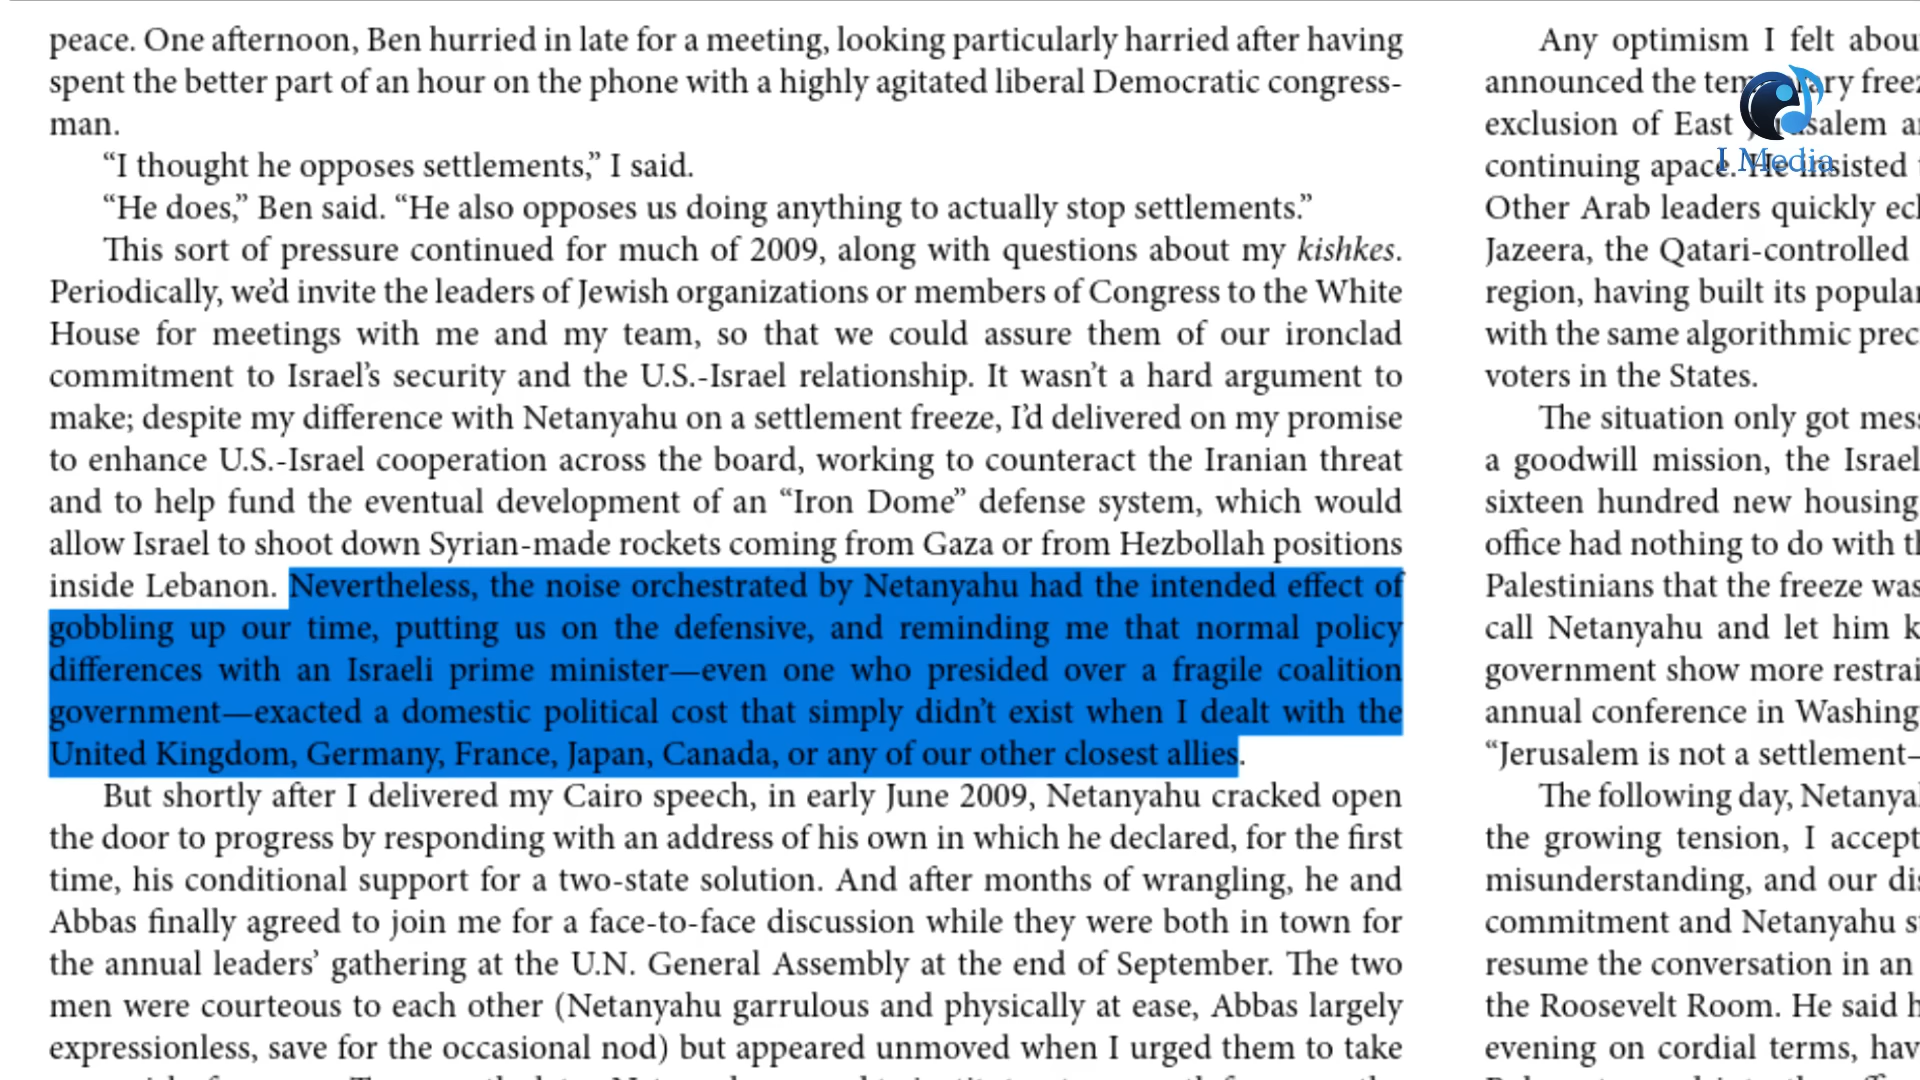 peace. One afternoon, Ben hurried in late for a meeting, looking particularly harried after having
spent the better part of an hour on the phone with a highly agitated liberal Democratic congress-
man.
“I thought he opposes settlements,” I said.
“He does,” Ben said. “He also opposes us doing anything to actually stop settlements.”
This sort of pressure continued for much of 2009, along with questions about my kishkes.
Periodically, we’d invite the leaders of Jewish organizations or members of Congress to the White
House for meetings with me and my team, so that we could assure them of our ironclad
commitment to Israel’s security and the U.S.-Israel relationship. It wasn’t a hard argument to
make; despite my difference with Netanyahu on a settlement freeze, I’d delivered on my promise
to enhance U.S.-Israel cooperation across the board, working to counteract the Iranian threat
and to help fund the eventual development of an “Iron Dome” defense system, which would
allow Israel to shoot down Syrian-made rockets coming from Gaza or from Hezbollah positions
inside Lebanon. Nevertheless, the noise orchestrated by Netanyahu had the intended effect of
gobbling up our time, putting us on the defensive, and reminding me that normal policy
differences with an Israeli prime minister—even one who presided over a fragile coalition
government—exacted a domestic political cost that simply didn’t exist when I dealt with the
United Kingdom, Germany, France, Japan, Canada, or any of our other closest allies.
But shortly after I delivered my Cairo speech, in early June 2009, Netanyahu cracked open
the door to progress by responding with an address of his own in which he declared, for the first
time, his conditional support for a two-state solution. And after months of wrangling, he and
Abbas finally agreed to join me for a face-to-face discussion while they were both in town for
the annual leaders’ gathering at the U.N. General Assembly at the end of September. The two
men were courteous to each other (Netanyahu garrulous and physically at ease, Abbas largely
expressionless, save for the occasional nod) but appeared unmoved when I urged them to take
Any optimism I felt
announced the
exclusion of East
continuing apace. He insisted
Other Arab leaders quickly
Jazeera, the Qatari-controlled
region, having built its
with the same algorithmic
voters in the States.
The situation only got
a goodwill mission, the
sixteen hundred new housing
office had nothing to do with
Palestinians that the freeze
call Netanyahu and let him
government show more
annual conference in
“Jerusalem is not a settlement—
The following day,
the growing tension, I
misunderstanding, and our
commitment and Netanyahu
resume the conversation in an
the Roosevelt Room. He said
evening on cordial terms,
I Media